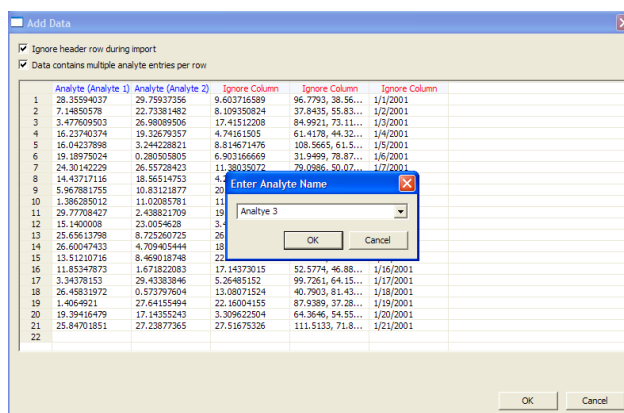 Add Data
Ignore header row during import
Data contains multiple analyte entries per row
Analyte (Analyte 1) Analyte (Analyte 2) Ignore Column Ignore Column Ignore Column
1 28.35594037 29.75937356 9.603716589 96.7793, 38.56... 1/1/2001
2 7.14850578 22.73381482 8.109350824 37.8435, 55.83... 1/2/2001
3 3.477609503 26.98089506 17.41512208 84.9921, 73.11... 1/3/2001
4 16.23740374 19.32679357 4.74161505 61.4178, 44.32... 1/4/2001
5 16.04237898 3.244228821 8.814671476 108.5665, 61.5... 1/5/2001
6 19.18975024 0.280505805 6.903166669 31.9499, 78.87... 1/6/2001
7 24.30142229 26.55728423 11.38035072 79.0986, 50.07... 1/7/2001
8 14.43717116 18.56514753
9 5.967881755 10.83121877 20
10 1.386285012 11.02085781 11
11 29.77708427 2.438821709 19
12 15.1400008 23.0054628 3.4
13 25.65613798 8.725260725 26
14 26.60047433 4.709405444 18
15 13.51210716 8.469018748 22
16 11.85347873 1.671822083 17.14373015 52.5774, 46.88... 1/16/2001
17 3.34378153 29.43383846 5.26485152 99.7261, 64.15... 1/17/2001
18 26.45831972 0.573797604 13.08071524 40.7903, 81.43... 1/18/2001
19 1.4064921 27.64155494 22.16004155 87.9389, 37.28... 1/19/2001
20 19.39416479 17.14355243 3.309622504 64.3646, 54.55... 1/20/2001
21 25.84701851 27.23877365 27.51675326 111.5133, 71.8... 1/21/2001
22
Enter Analyte Name
Analtye 3
OK Cancel
OK Cancel